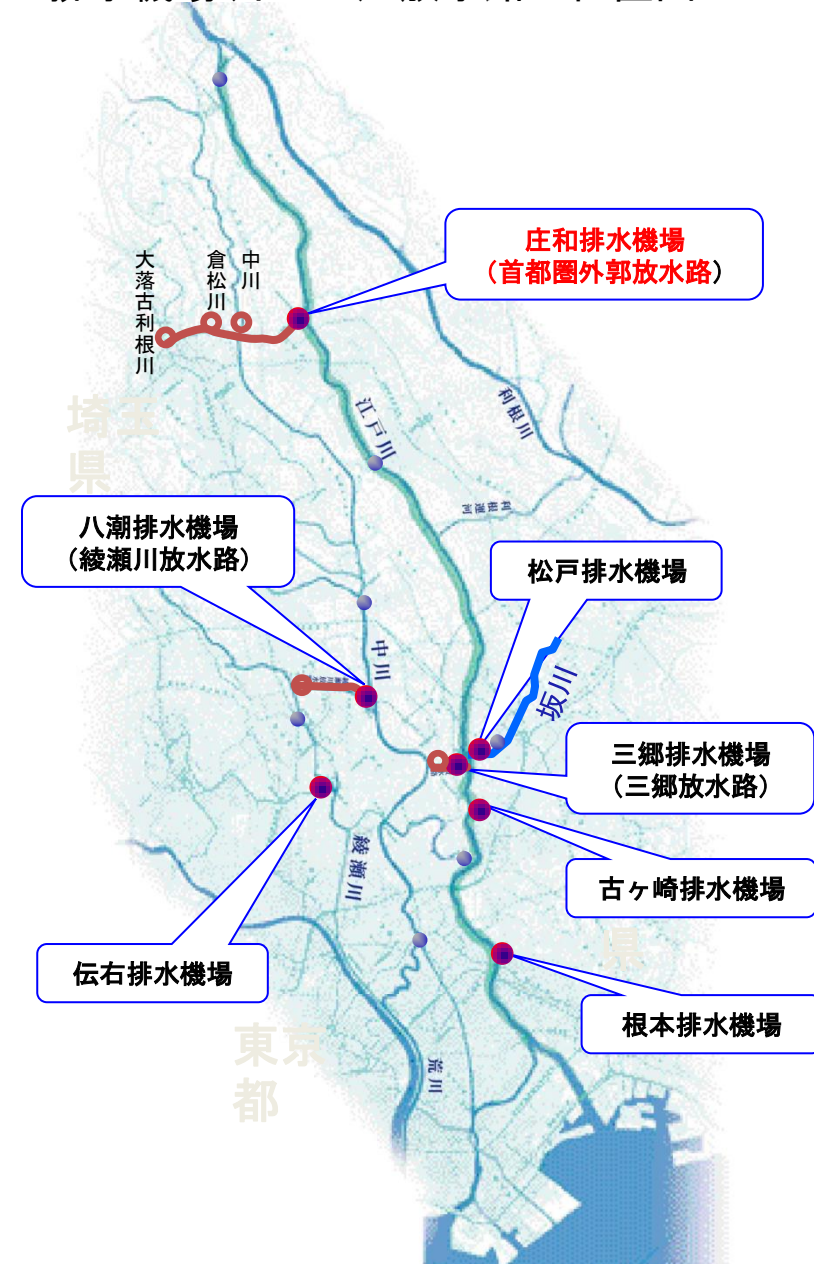 庄和排水機場
（首都圏外郭放水路）
中川
倉松川
大落古利根川
利根川
江戸川
埼玉
県
利根運河
八潮排水機場
（綾瀬川放水路）
松戸排水機場
中川
坂川
三郷排水機場
（三郷放水路）
綾瀬川
古ヶ崎排水機場
県
伝右排水機場
根本排水機場
東京
都
荒川